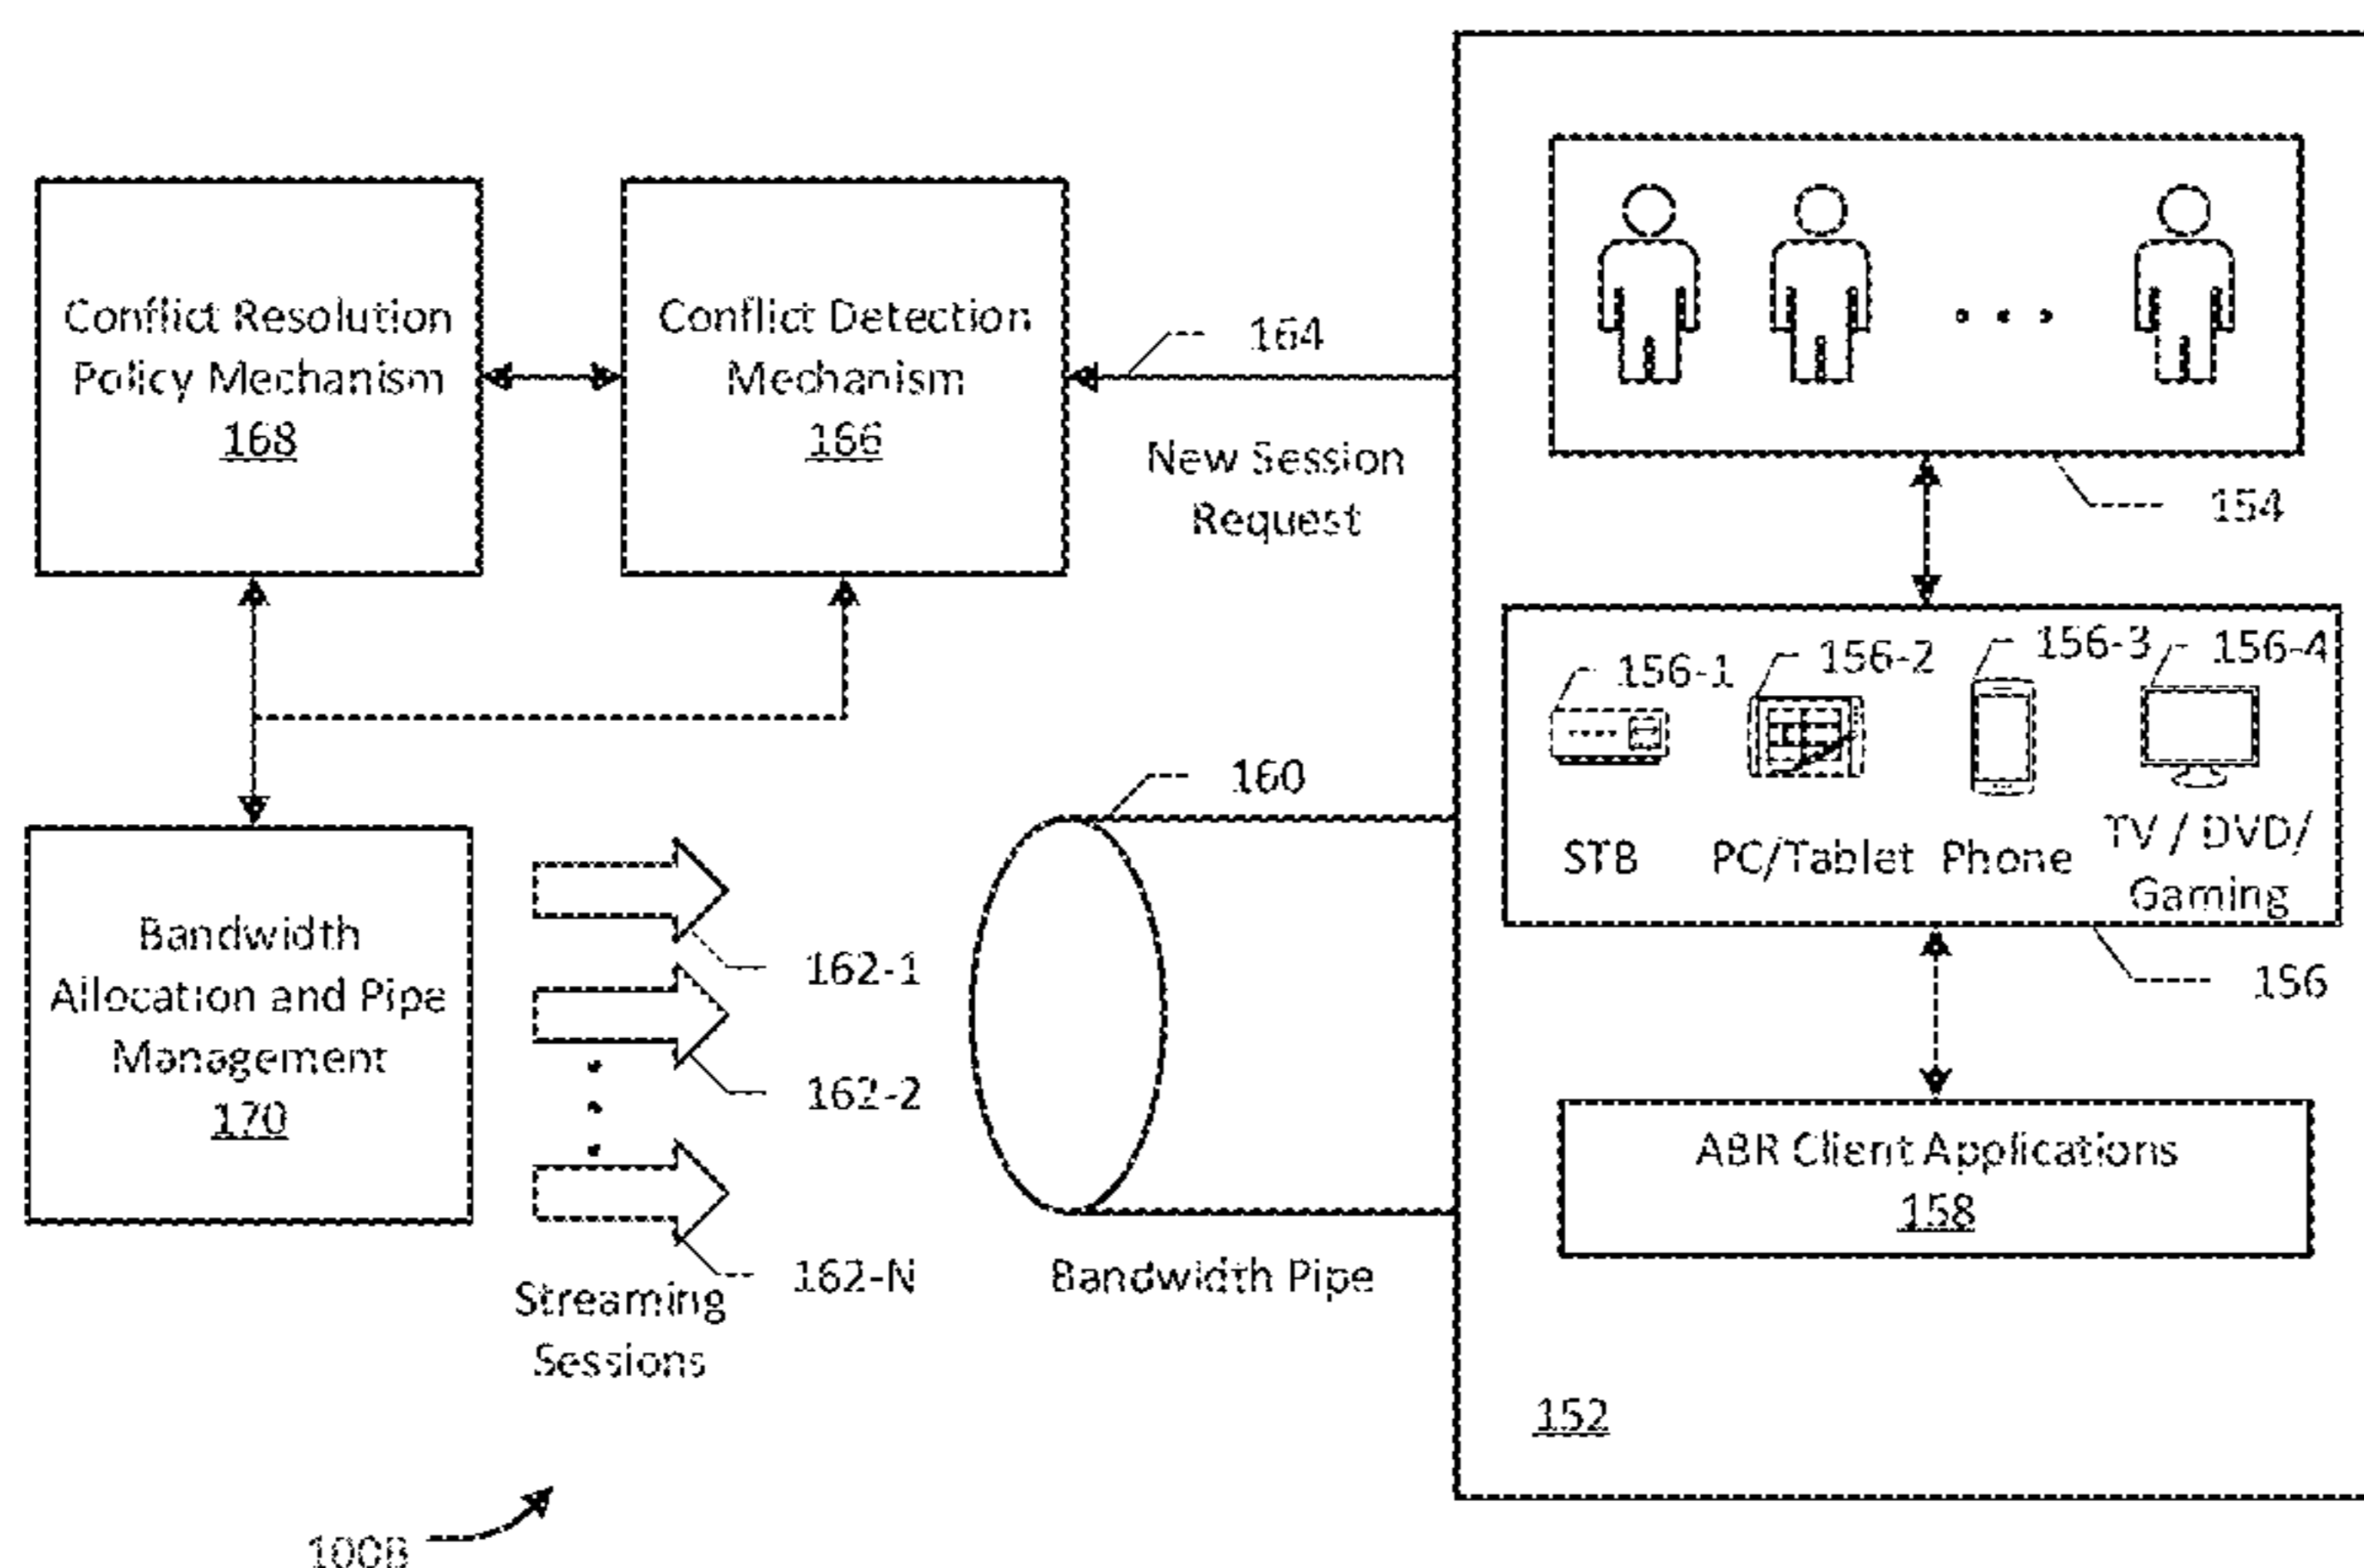 Conflict Resolution
Policy Mechanism
168
Conflict Detection
Mechanism
166
164
New Session
Request
154
156-1
156-2
156-3
156-4
STB
PC/Tablet
Phone
TV / DVD/
Gaming
156
ABR Client Applications
158
152
160
Bandwidth Pipe
Bandwidth
Allocation and Pipe
Management
170
162-1
162-2
162-N
Streaming
Sessions
100B